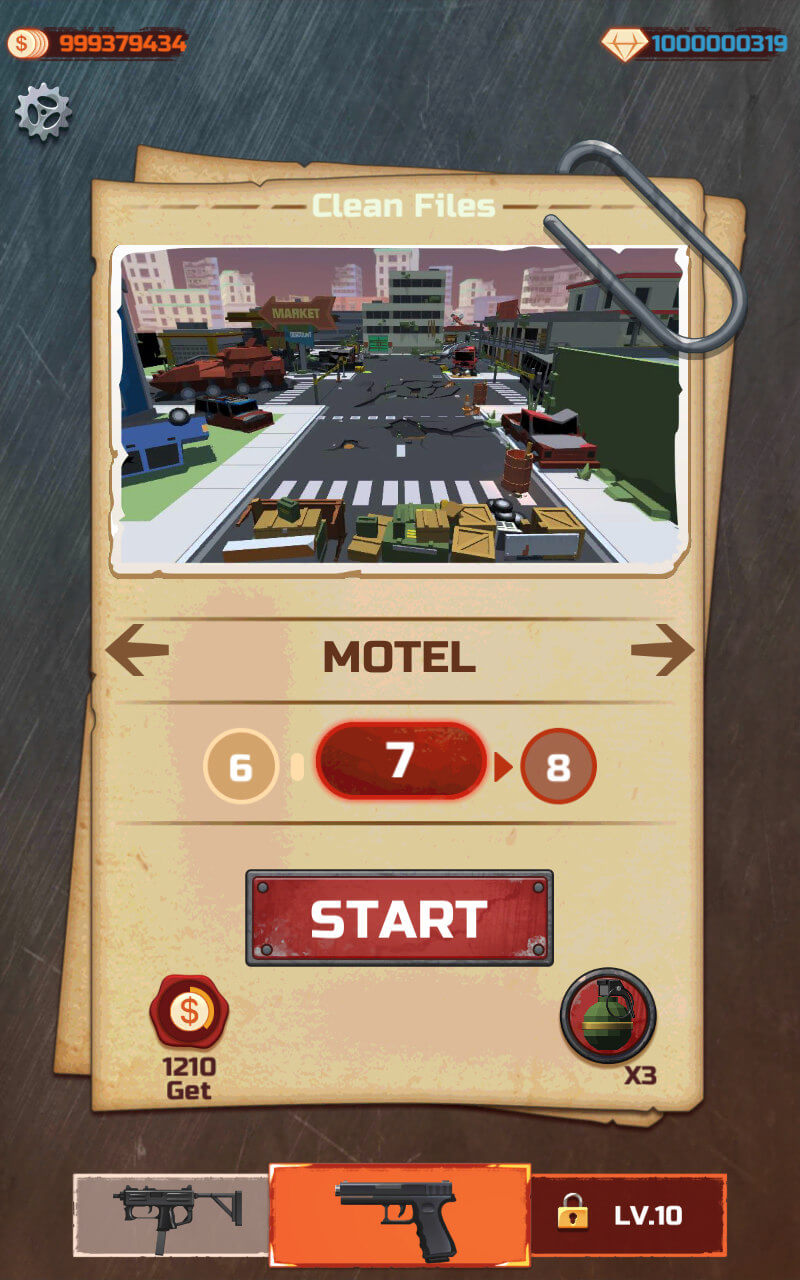 999379434
1000000319
Clean Files
MARKET
MOTEL
6
7
8
START
$
1210
Get
X3
LV.10